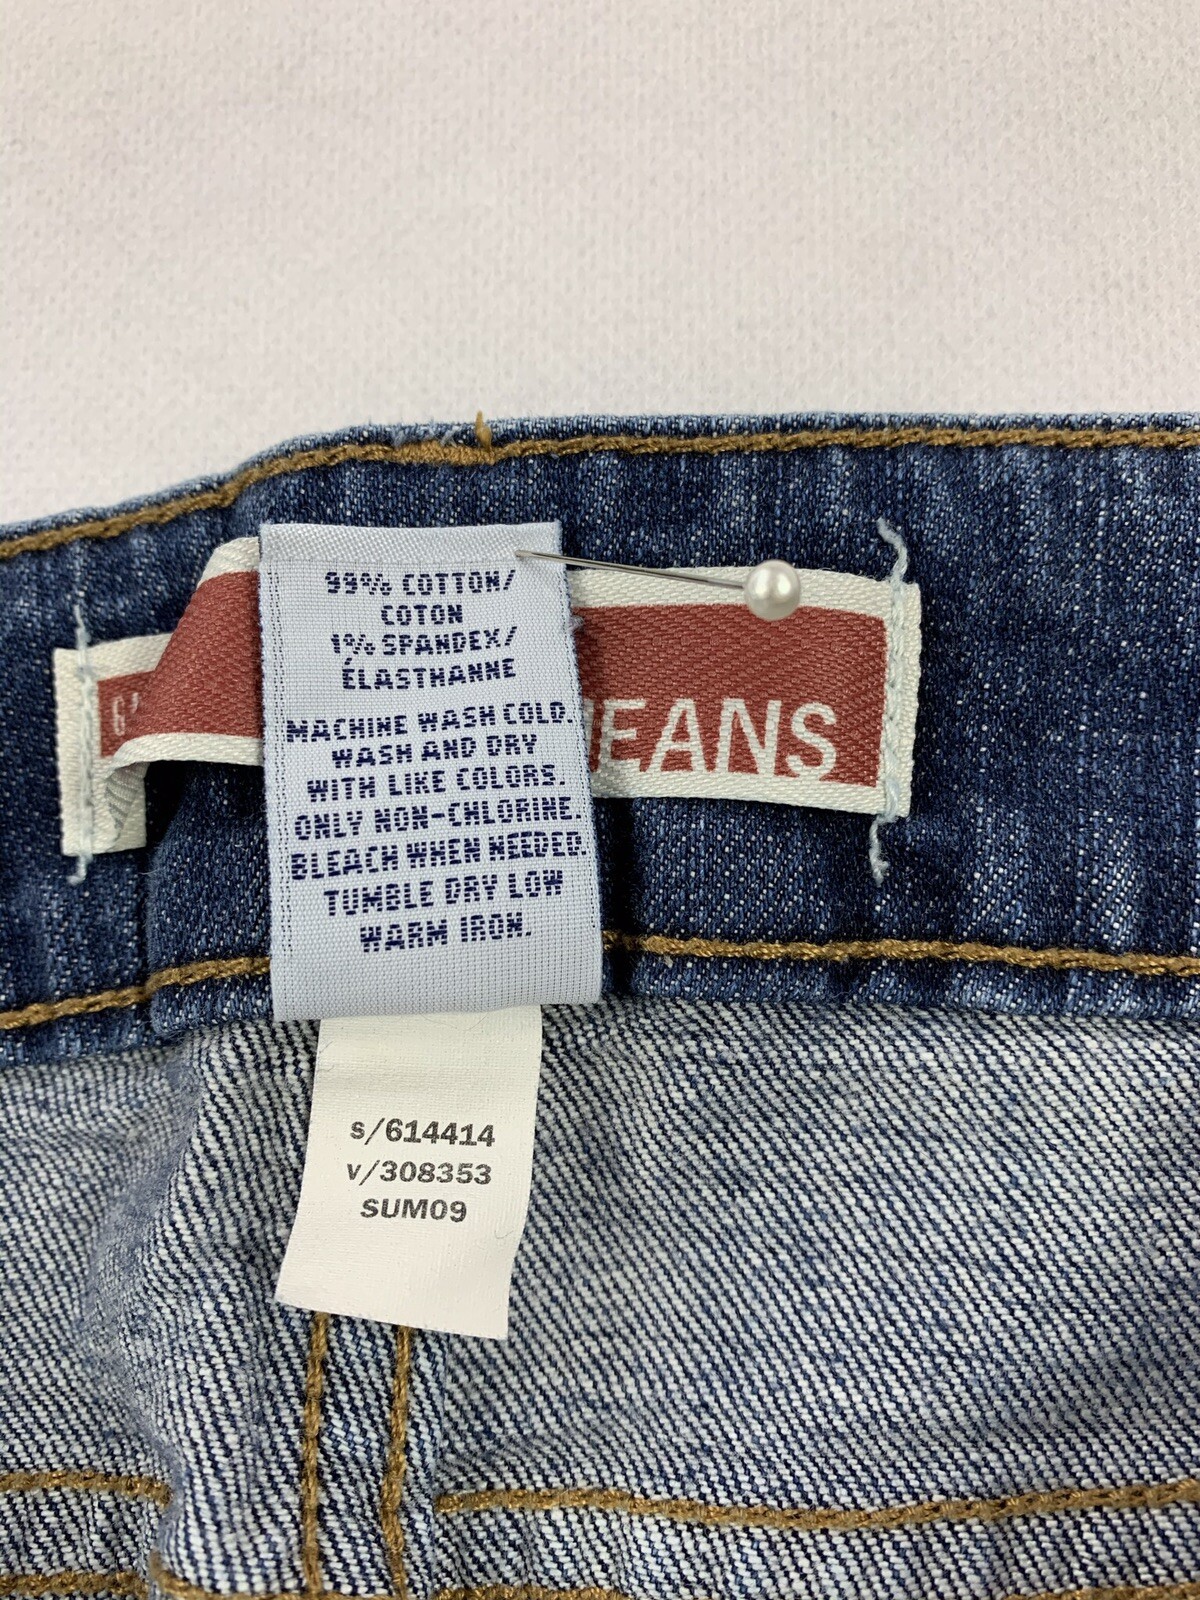 99% COTTON/
COTON
1% SPANDEX/
ÉLASTHANNE
MACHINE WASH COLD.
WASH AND DRY
WITH LIKE COLORS.
ONLY NON-CHLORINE.
BLEACH WHEN NEEDED.
TUMBLE DRY LOW
WARM IRON.
JEANS
s/614414
v/308353
SUM09